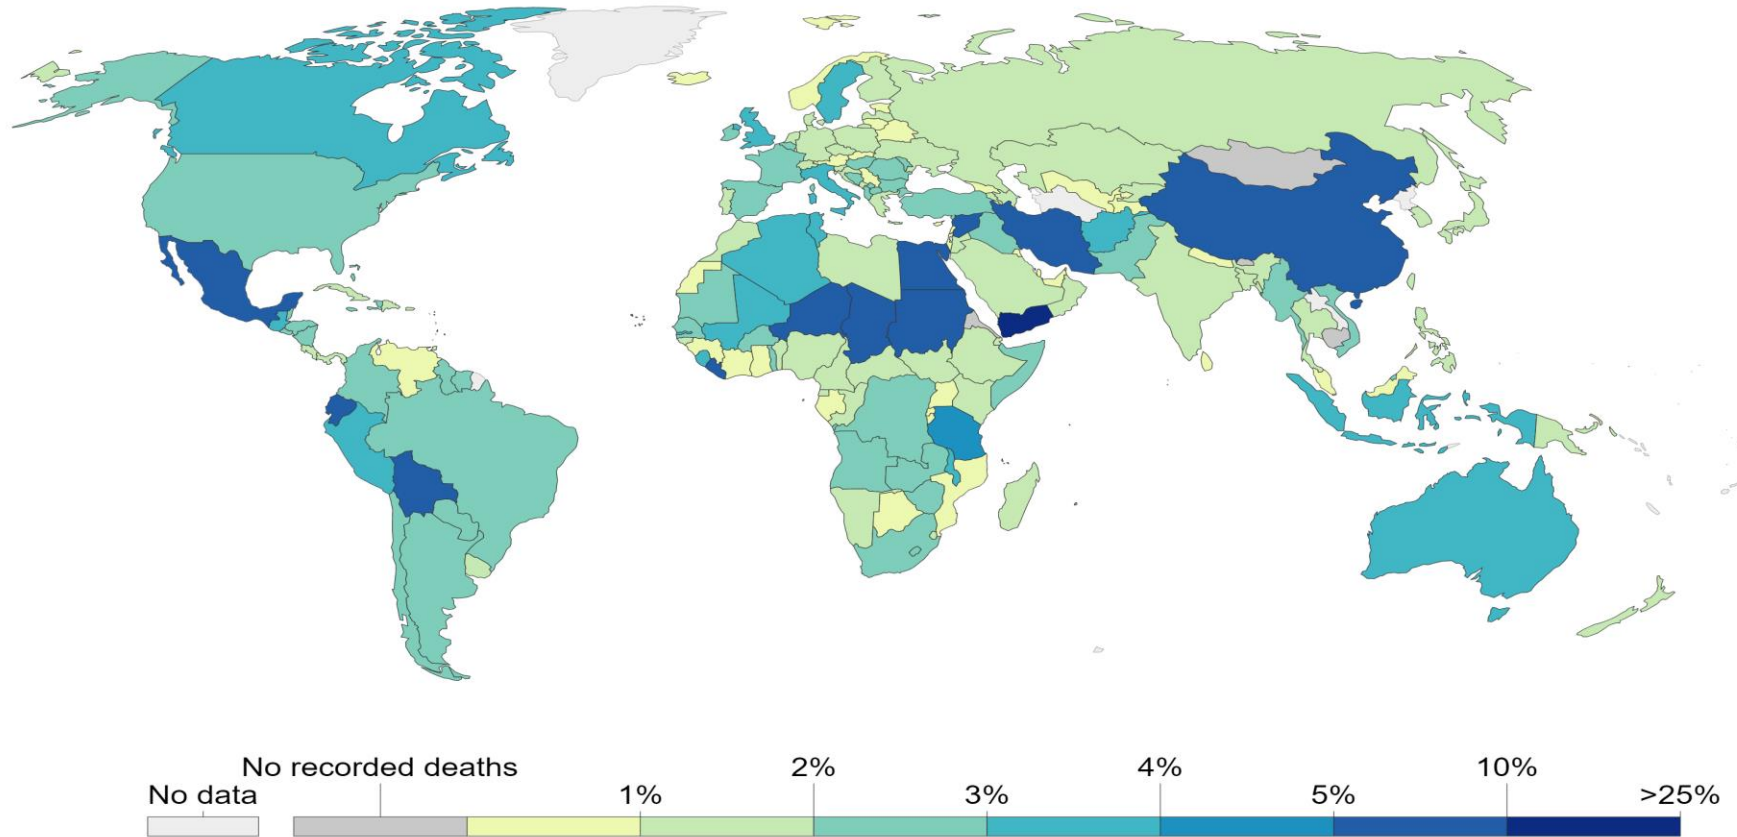 No recorded deaths 2% 4% 10%
No data 1% 3% 5% >25%